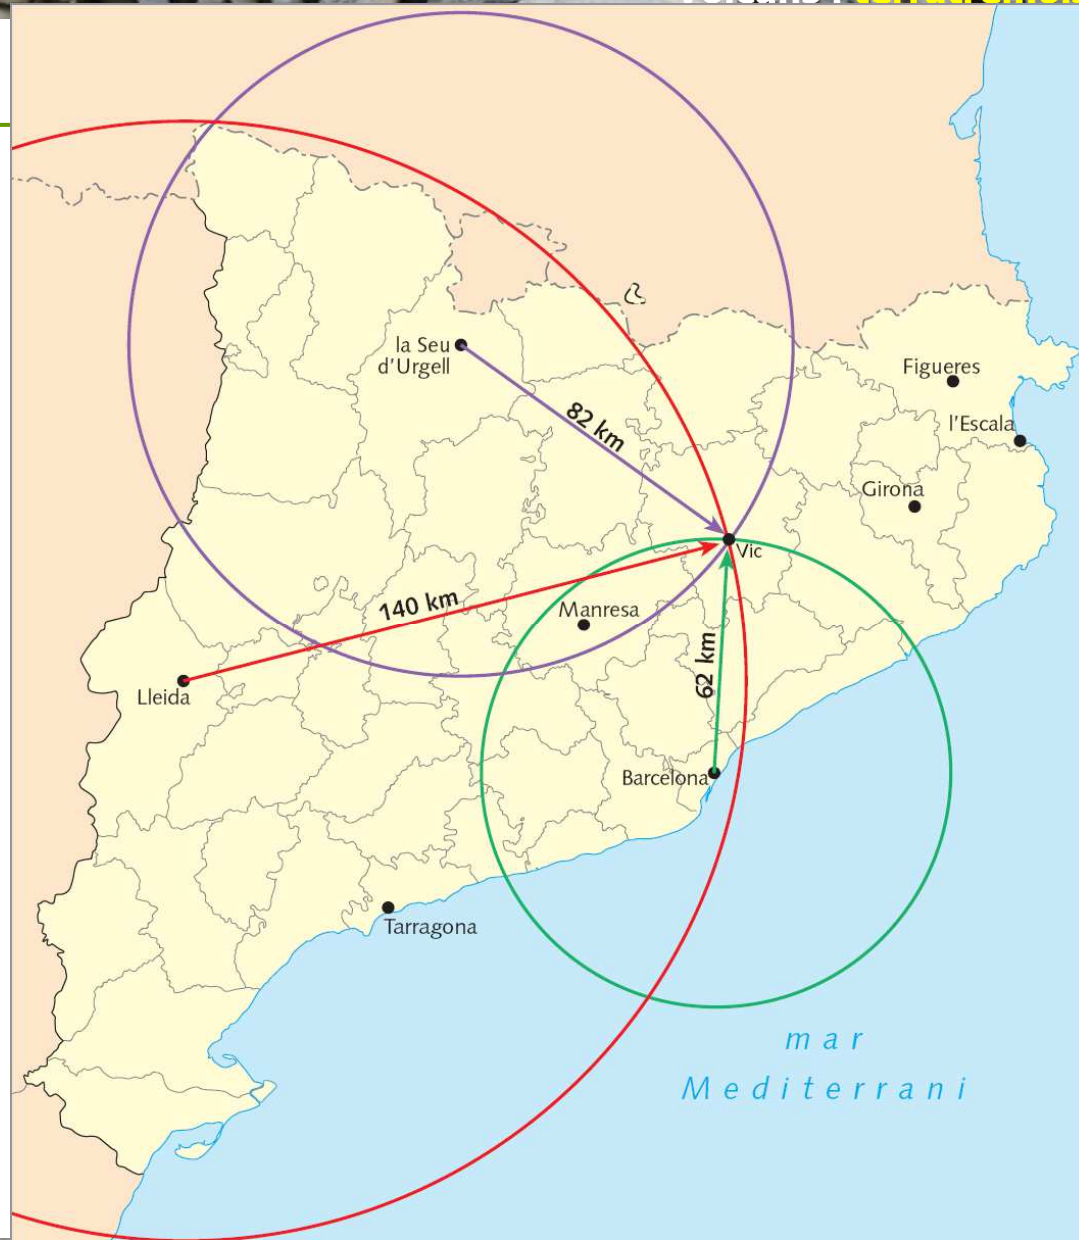 la Seu
d'Urgell
82 km
Figueres
l'Escala
Girona
Vic
140 km
Manresa
62 km
Lleida
Barcelona
Tarragona
mar
Mediterrani